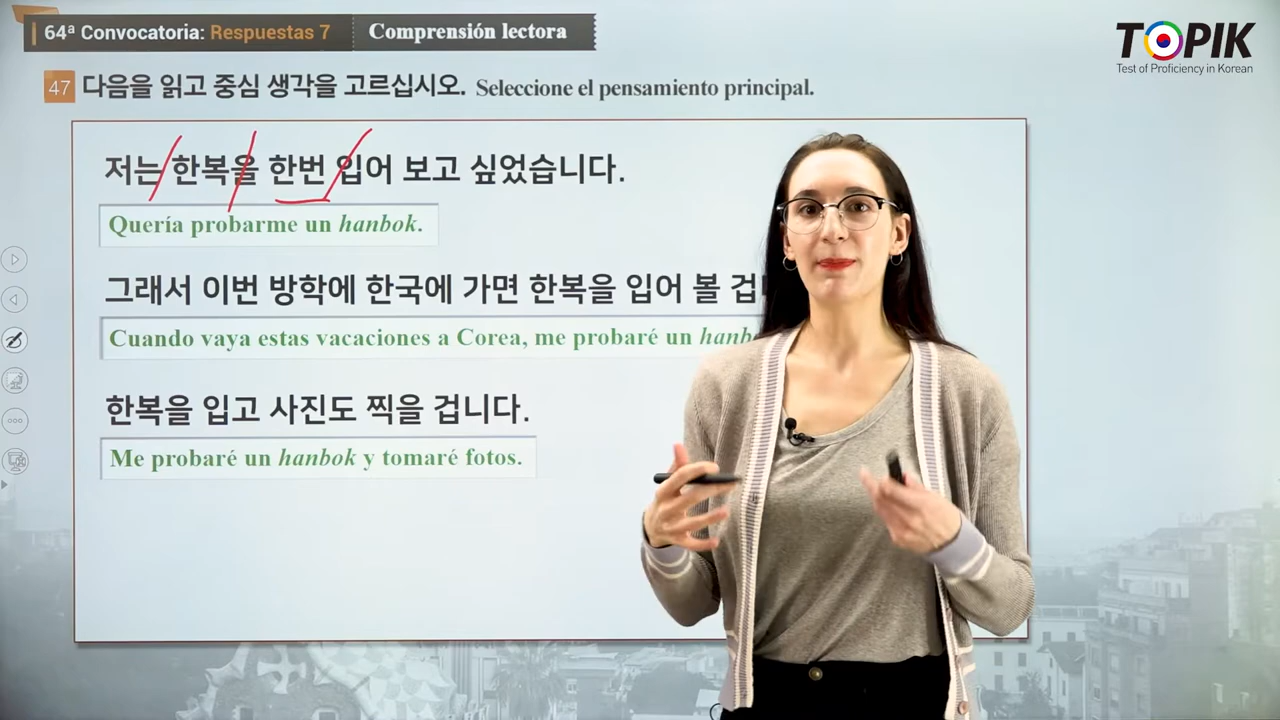 64ª Convocatoria: Respuestas 7 Comprensión lectora
TOPIK
Test of Proficiency in Korean
47 다음을 읽고 중심 생각을 고르십시오. Seleccione el pensamiento principal.
저는 한복을 한번 입어 보고 싶었습니다.
Quería probarme un hanbok.
그래서 이번 방학에 한국에 가면 한복을 입어 볼
Cuando vaya estas vacaciones a Corea, me probaré un
한복을 입고 사진도 찍을 겁니다.
Me probaré un hanbok y tomaré fotos.